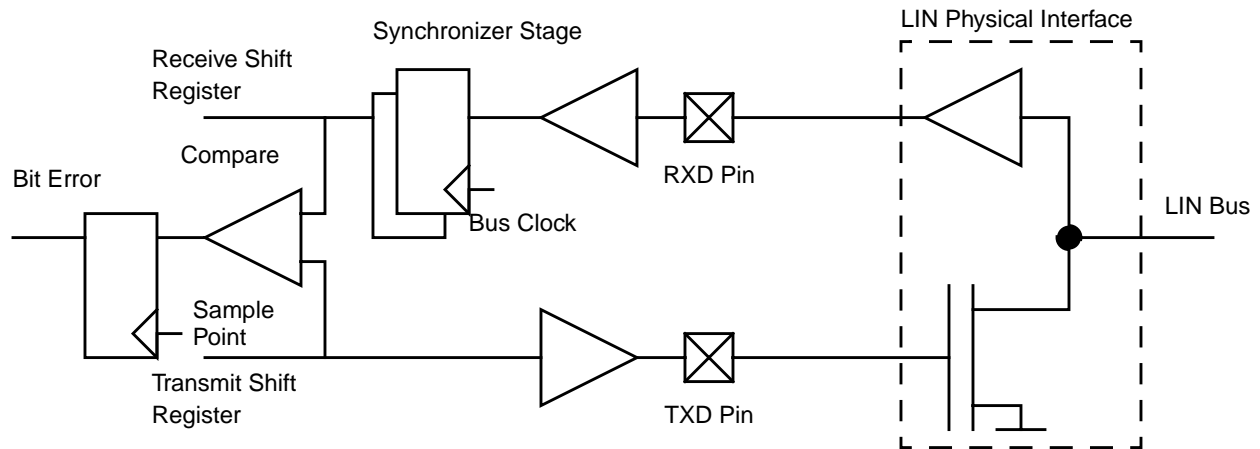 LIN Physical Interface
Synchronizer Stage
Receive Shift
Register
Compare
RXD Pin
Bit Error
Bus Clock
LIN Bus
Sample
Point
Transmit Shift
Register
TXD Pin